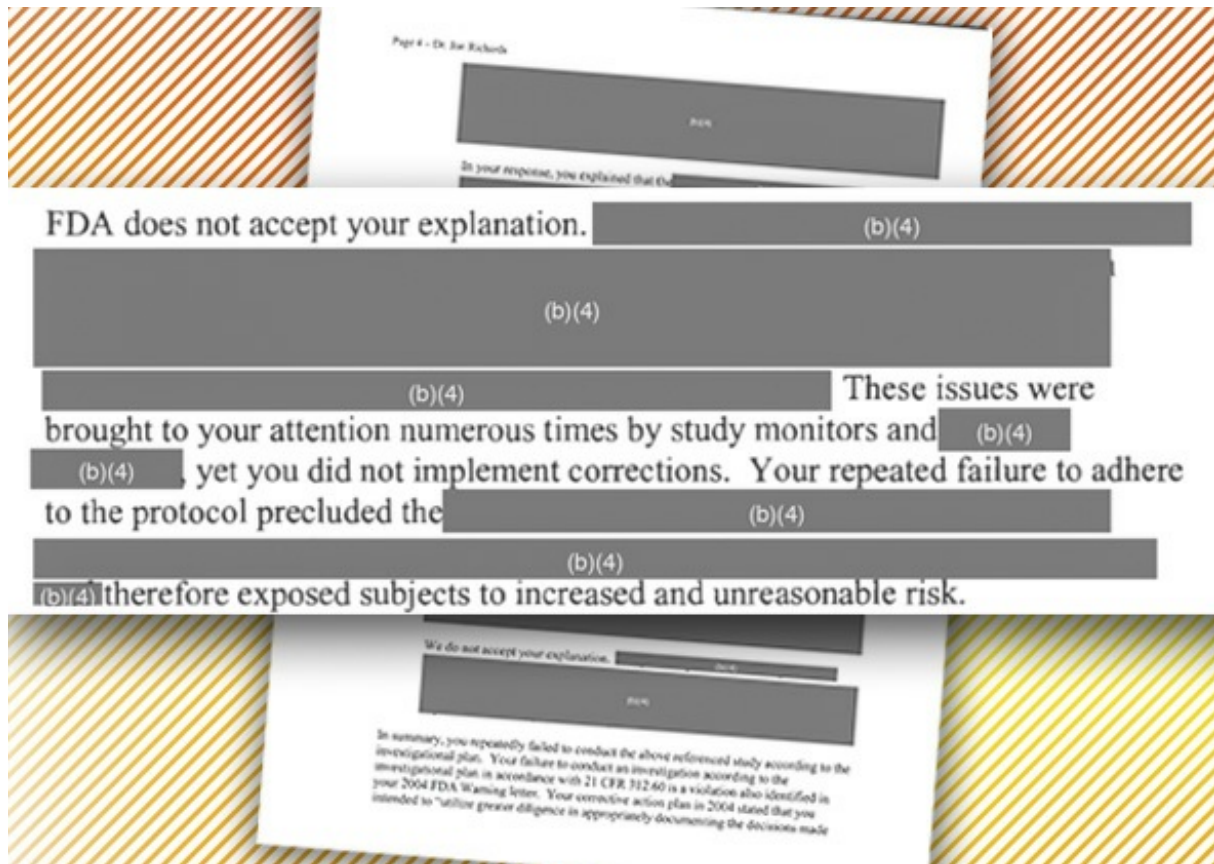 Page 4 – Dr. Joe Richards
(b)(4)
In your response, you explained that the
FDA does not accept your explanation. (b)(4)
(b)(4)
(b)(4) These issues were
brought to your attention numerous times by study monitors and (b)(4)
(b)(4), yet you did not implement corrections. Your repeated failure to adhere
to the protocol precluded the (b)(4)
(b)(4)
(b)(4) therefore exposed subjects to increased and unreasonable risk.
We do not accept your explanation. (b)(4)
(b)(4)
In summary, you repeatedly failed to conduct the above referenced study according to the
investigational plan. Your failure to conduct an investigation according to the
investigational plan in accordance with 21 CFR 312.60 is a violation also identified in
your 2004 FDA Warning letter. Your corrective action plan in 2004 stated that you
intended to "utilize greater diligence in appropriately documenting the decisions made